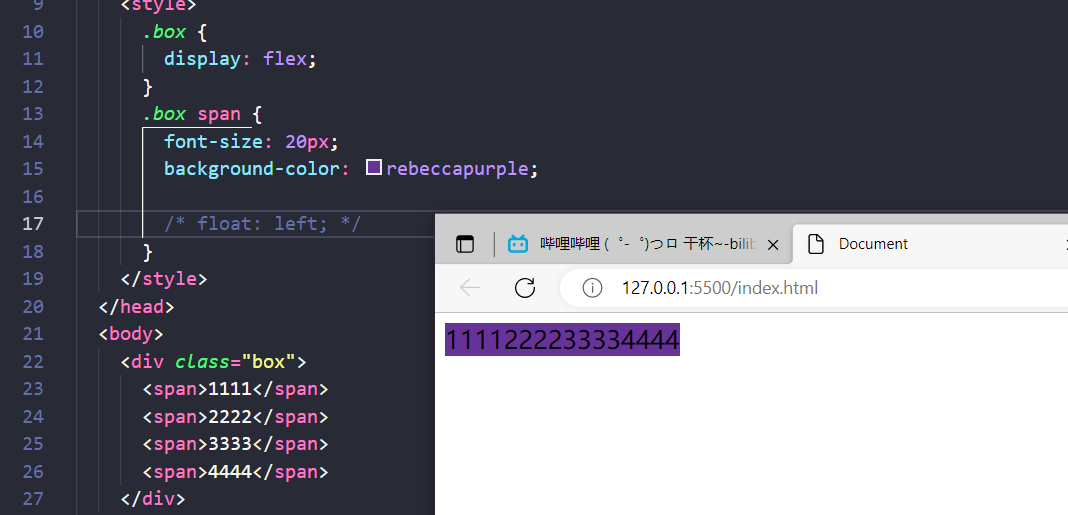 9 <style>
10 .box {
11 display: flex;
12 }
13 .box span {
14 font-size: 20px;
15 background-color: rebeccapurple;
16
17 /* float: left; */
18 }
19 </style>
20 </head>
21 <body>
22 <div class="box">
23 <span>1111</span>
24 <span>2222</span>
25 <span>3333</span>
26 <span>4444</span>
27 </div>
哔哩哔哩 (゜-゜)つロ 干杯~-bilib
Document
127.0.0.1:5500/index.html
1111222233334444